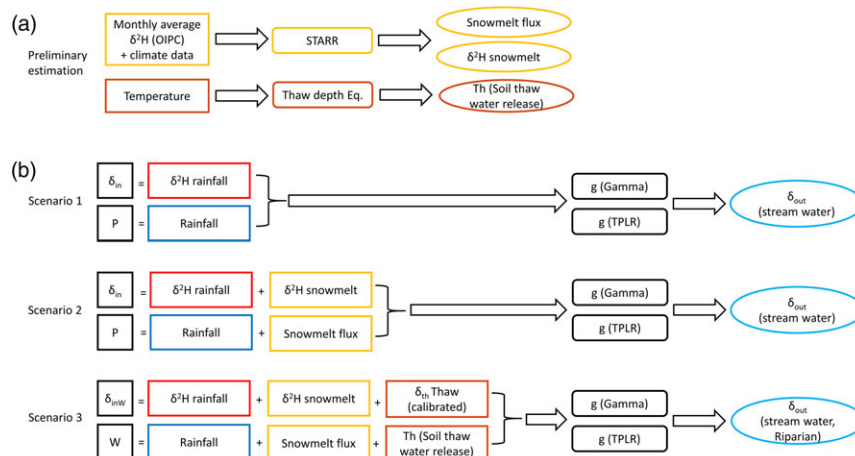 (a)
Preliminary
estimation
Monthly average
δ²H (OIPC)
+ climate data
STARR
Snowmelt flux
δ²H snowmelt
Temperature
Thaw depth Eq.
Th (Soil thaw
water release)
(b)
Scenario 1
δin = δ²H rainfall
P = Rainfall
g (Gamma)
g (TPLR)
δout
(stream water)
Scenario 2
δin = δ²H rainfall + δ²H snowmelt
P = Rainfall + Snowmelt flux
g (Gamma)
g (TPLR)
δout
(stream water)
Scenario 3
δinW = δ²H rainfall + δ²H snowmelt + δth Thaw
(calibrated)
W = Rainfall + Snowmelt flux + Th (Soil thaw
water release)
g (Gamma)
g (TPLR)
δout
(stream water,
Riparian)